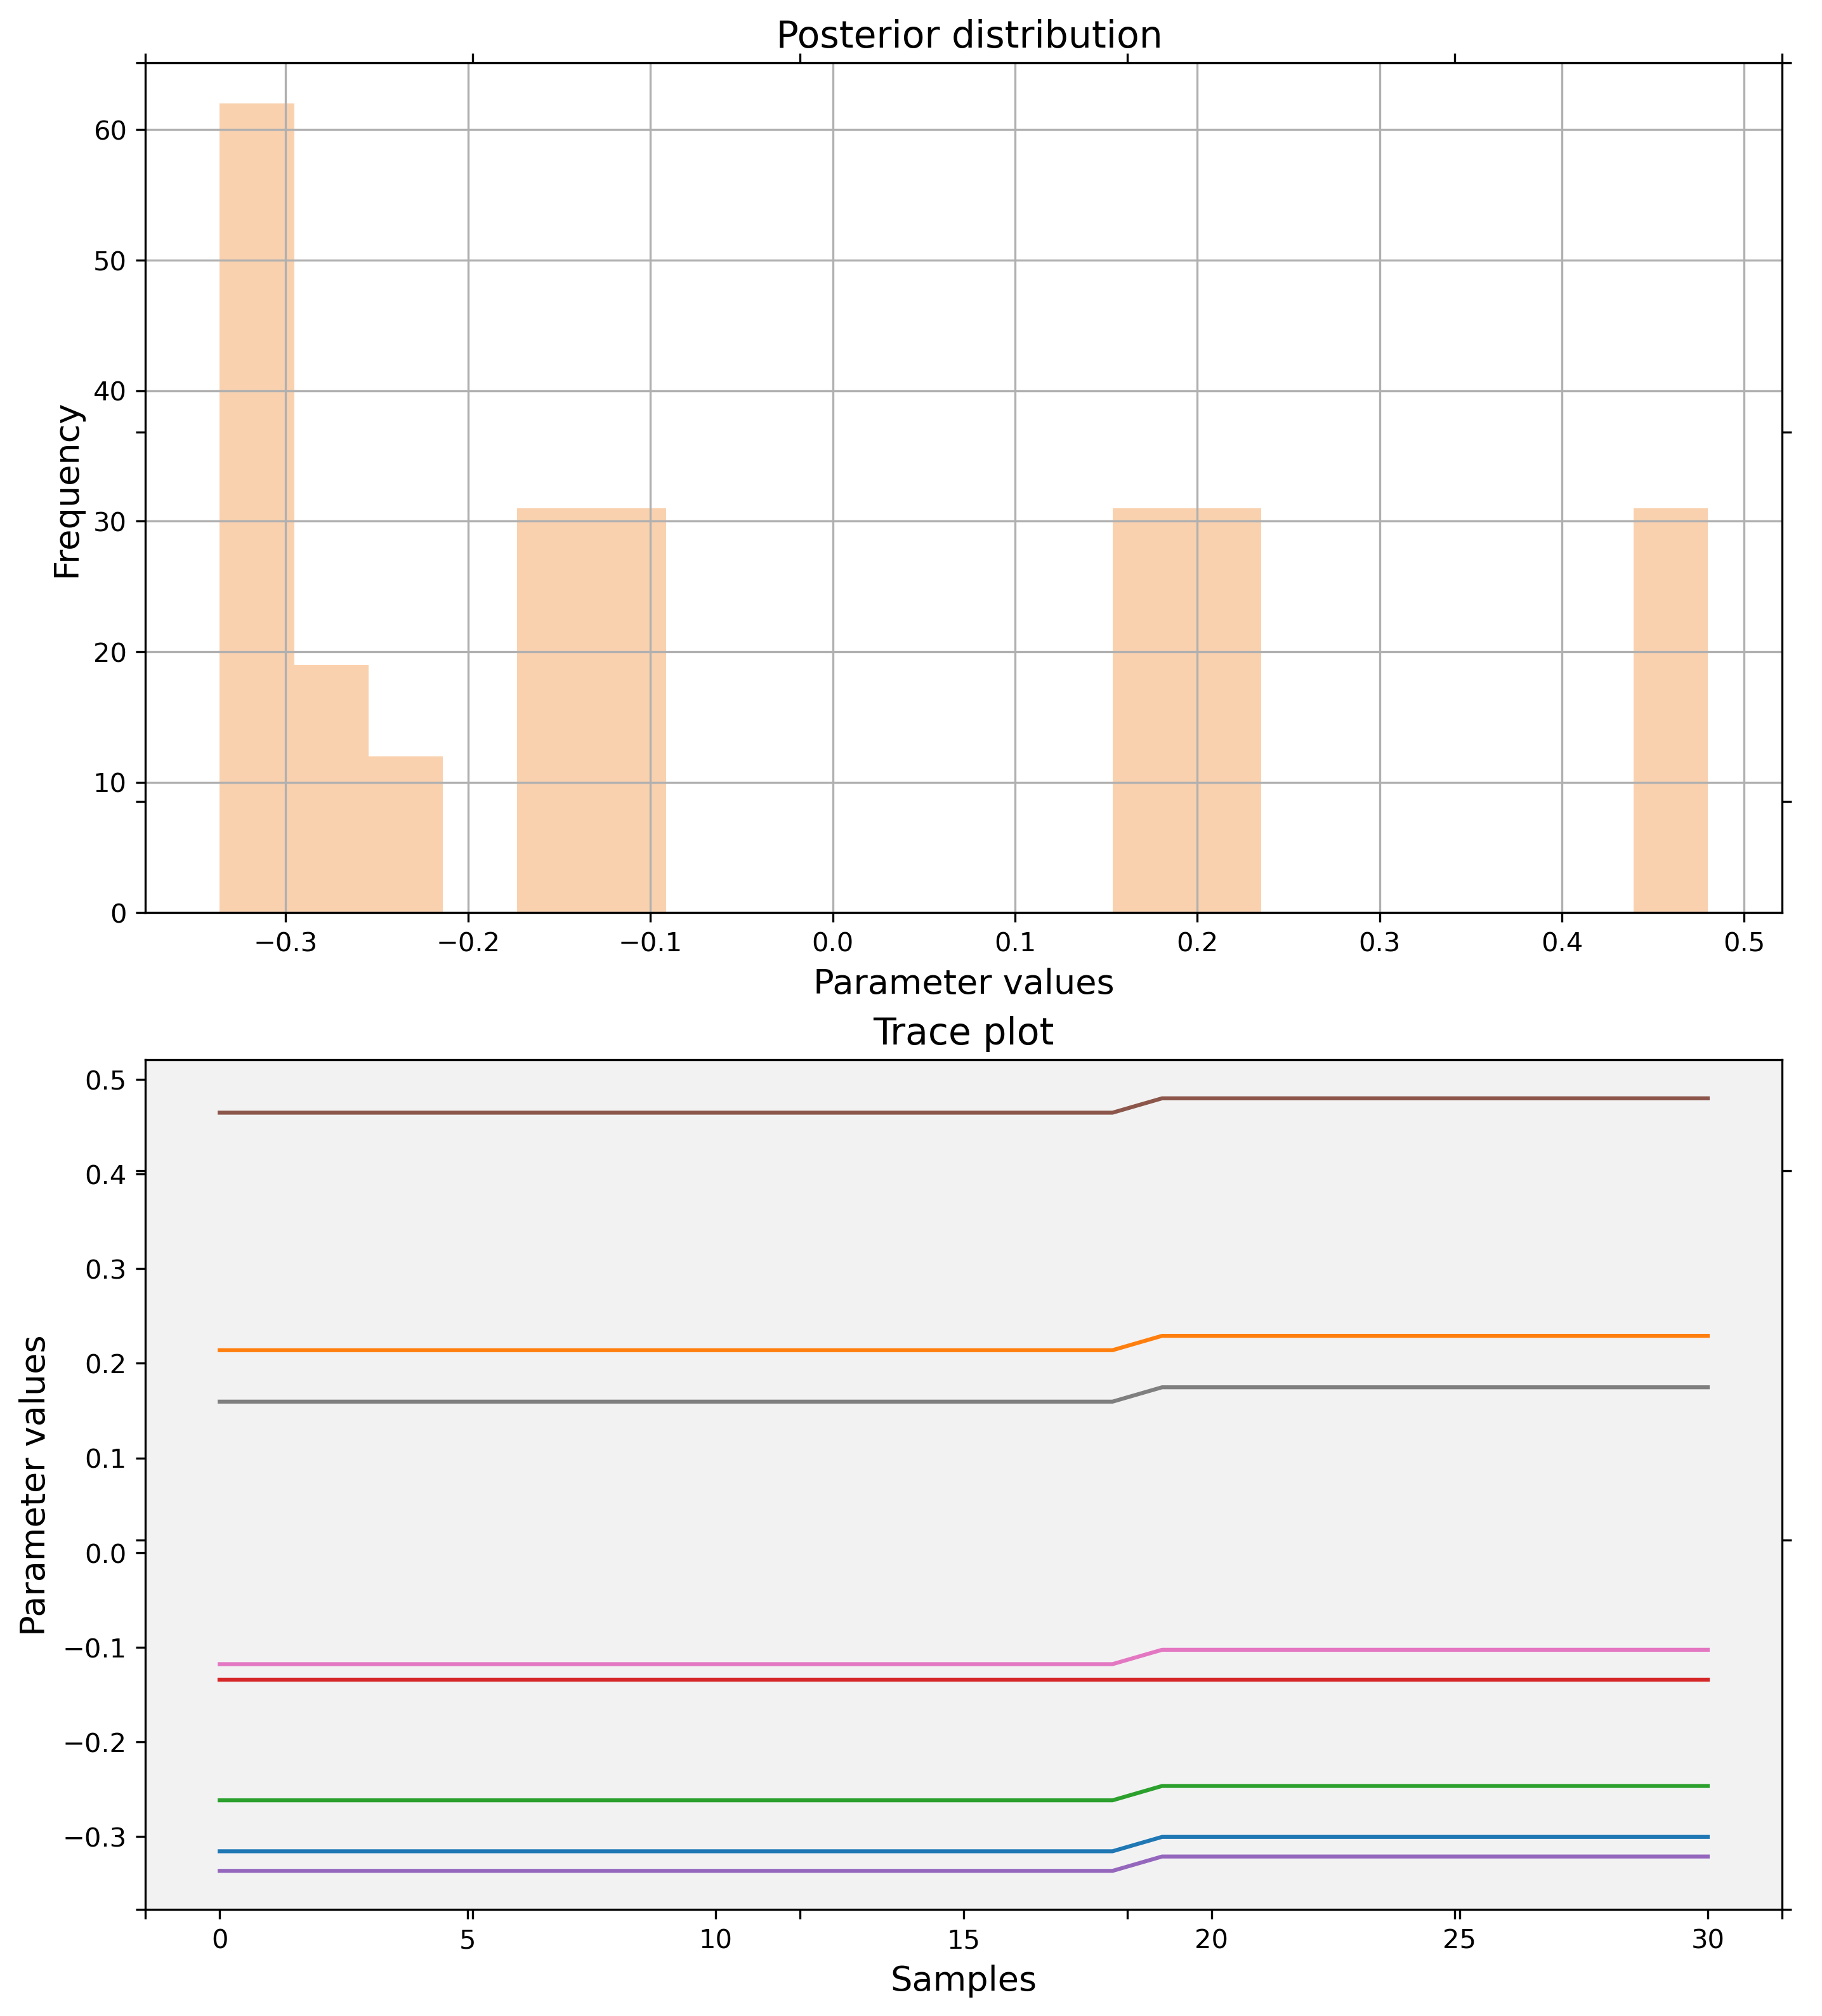 Posterior distribution
60
50
40
30
20
10
0
Frequency
−0.3 −0.2 −0.1 0.0 0.1 0.2 0.3 0.4 0.5
Parameter values
Trace plot
0.5
0.4
0.3
0.2
0.1
0.0
−0.1
−0.2
−0.3
Parameter values
0 5 10 15 20 25 30
Samples